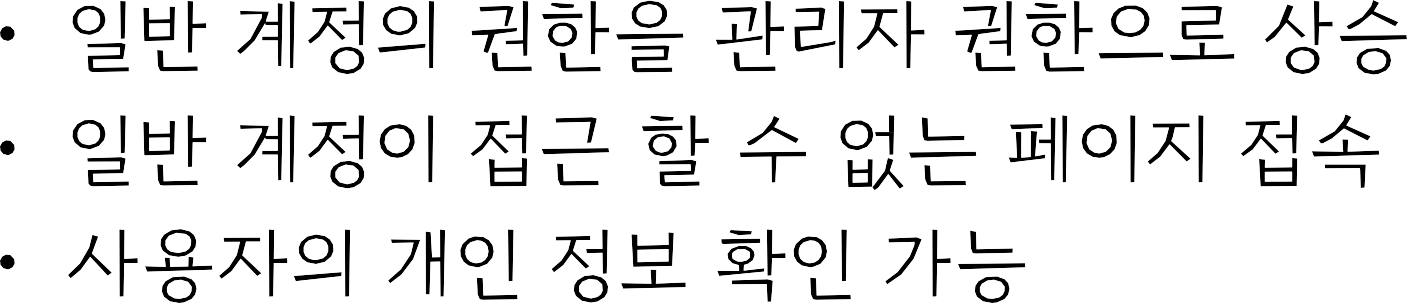 • 일반 계정의 권한을 관리자 권한으로 상승
• 일반 계정이 접근 할 수 없는 페이지 접속
• 사용자의 개인 정보 확인 가능